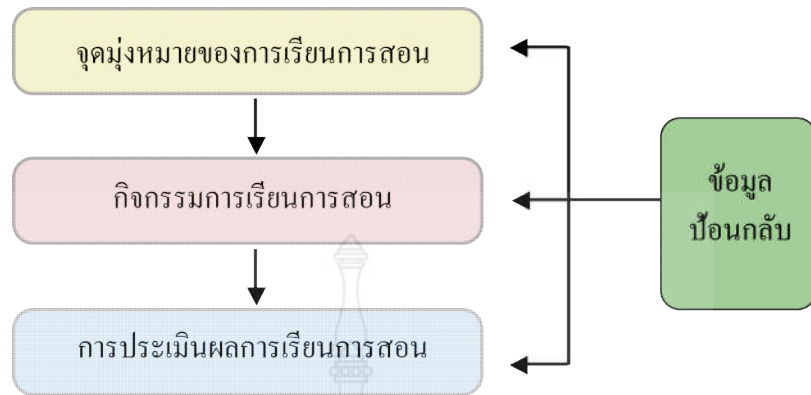 จุดมุ่งหมายของการเรียนการสอน
กิจกรรมการเรียนการสอน
การประเมินผลการเรียนการสอน
ข้อมูล
ป้อนกลับ